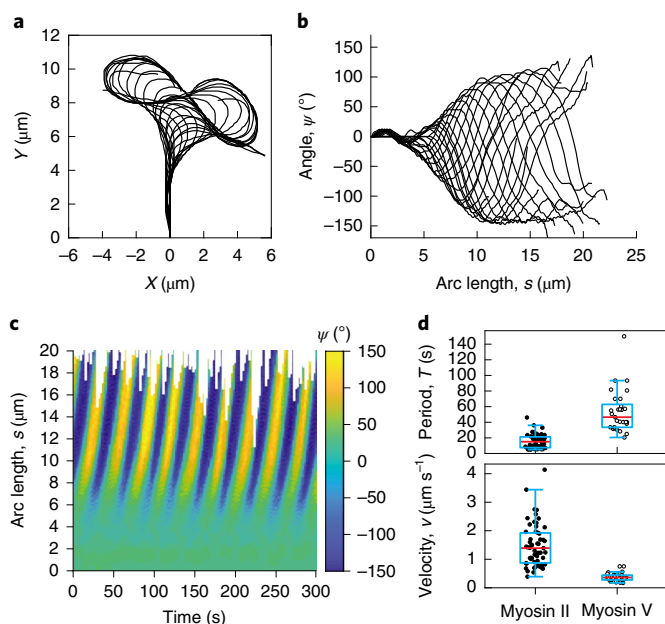 a
12
10
8
6
4
2
0
Y (μm)
−6 −4 −2 0 2 4 6
X (μm)
b
150
100
50
0
−50
−100
−150
Angle, ψ (°)
0 5 10 15 20 25
Arc length, s (μm)
c
20
18
16
14
12
10
8
6
4
2
0
Arc length, s (μm)
0 50 100 150 200 250 300
Time (s)
ψ (°)
150
100
50
0
−50
−100
−150
d
140
120
100
80
60
40
20
0
Period, T (s)
4
3
2
1
0
Velocity, v (μm s⁻¹)
Myosin II Myosin V